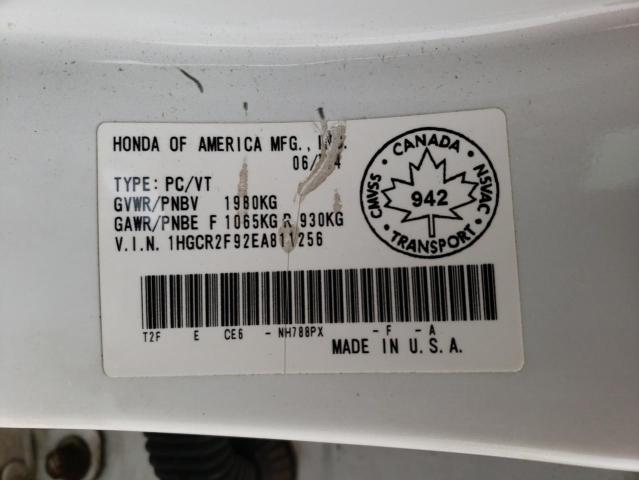 HONDA OF AMERICA MFG., INC.
06/14
TYPE: PC/VT
GVWR/PNBV 1980KG
GAWR/PNBE F 1065KG R 930KG
V.I.N. 1HGCR2F92EA811256
CANADA
CMVSS
NSVAC
942
TRANSPORT
T2F E CE6 - NH788PX - F - A
MADE IN U.S.A.